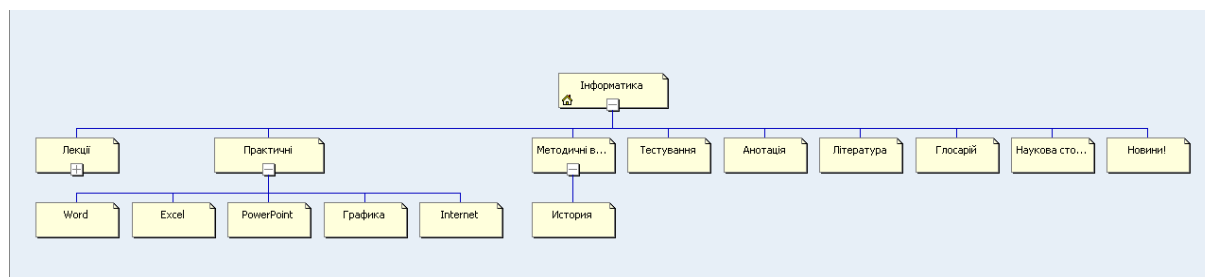 Інформатика
Лекції
Практичні
Методичні в...
Тестування
Анотація
Література
Глосарій
Наукова сто...
Новини!
Word
Excel
PowerPoint
Графика
Internet
История